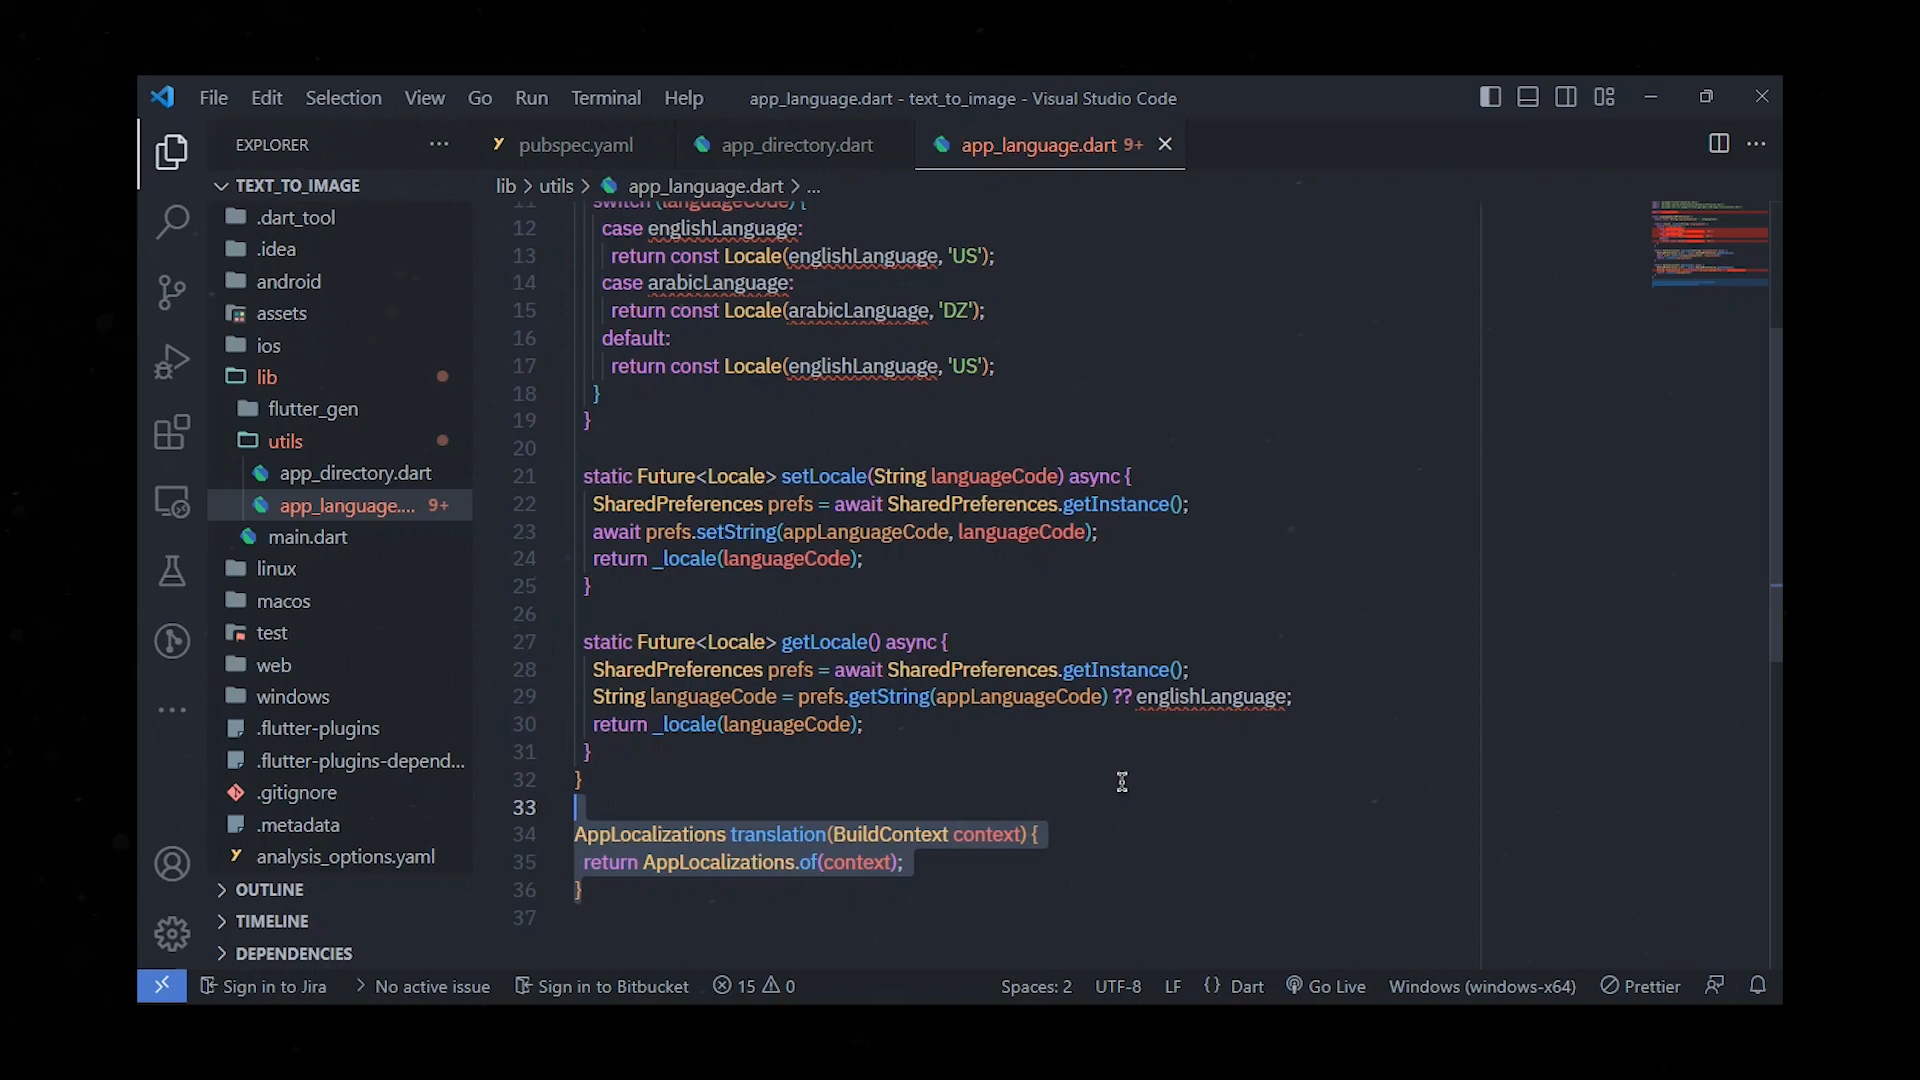 File Edit Selection View Go Run Terminal Help app_language.dart - text_to_image - Visual Studio Code
EXPLORER ...
pubspec.yaml app_directory.dart app_language.dart 9+
TEXT_TO_IMAGE
lib > utils > app_language.dart > ...
.dart_tool
.idea
android
assets
ios
lib
flutter_gen
utils
app_directory.dart
app_language.... 9+
main.dart
linux
macos
test
web
windows
.flutter-plugins
.flutter-plugins-depend...
.gitignore
.metadata
analysis_options.yaml
OUTLINE
TIMELINE
DEPENDENCIES
11 switch (languageCode) {
12 case englishLanguage:
13 return const Locale(englishLanguage, 'US');
14 case arabicLanguage:
15 return const Locale(arabicLanguage, 'DZ');
16 default:
17 return const Locale(englishLanguage, 'US');
18 }
19 }
20
21 static Future<Locale> setLocale(String languageCode) async {
22 SharedPreferences prefs = await SharedPreferences.getInstance();
23 await prefs.setString(appLanguageCode, languageCode);
24 return _locale(languageCode);
25 }
26
27 static Future<Locale> getLocale() async {
28 SharedPreferences prefs = await SharedPreferences.getInstance();
29 String languageCode = prefs.getString(appLanguageCode) ?? englishLanguage;
30 return _locale(languageCode);
31 }
32 }
33
34 AppLocalizations translation(BuildContext context) {
35 return AppLocalizations.of(context);
36 }
37
Sign in to Jira > No active issue Sign in to Bitbucket 15 0 Spaces: 2 UTF-8 LF {} Dart Go Live Windows (windows-x64) Prettier